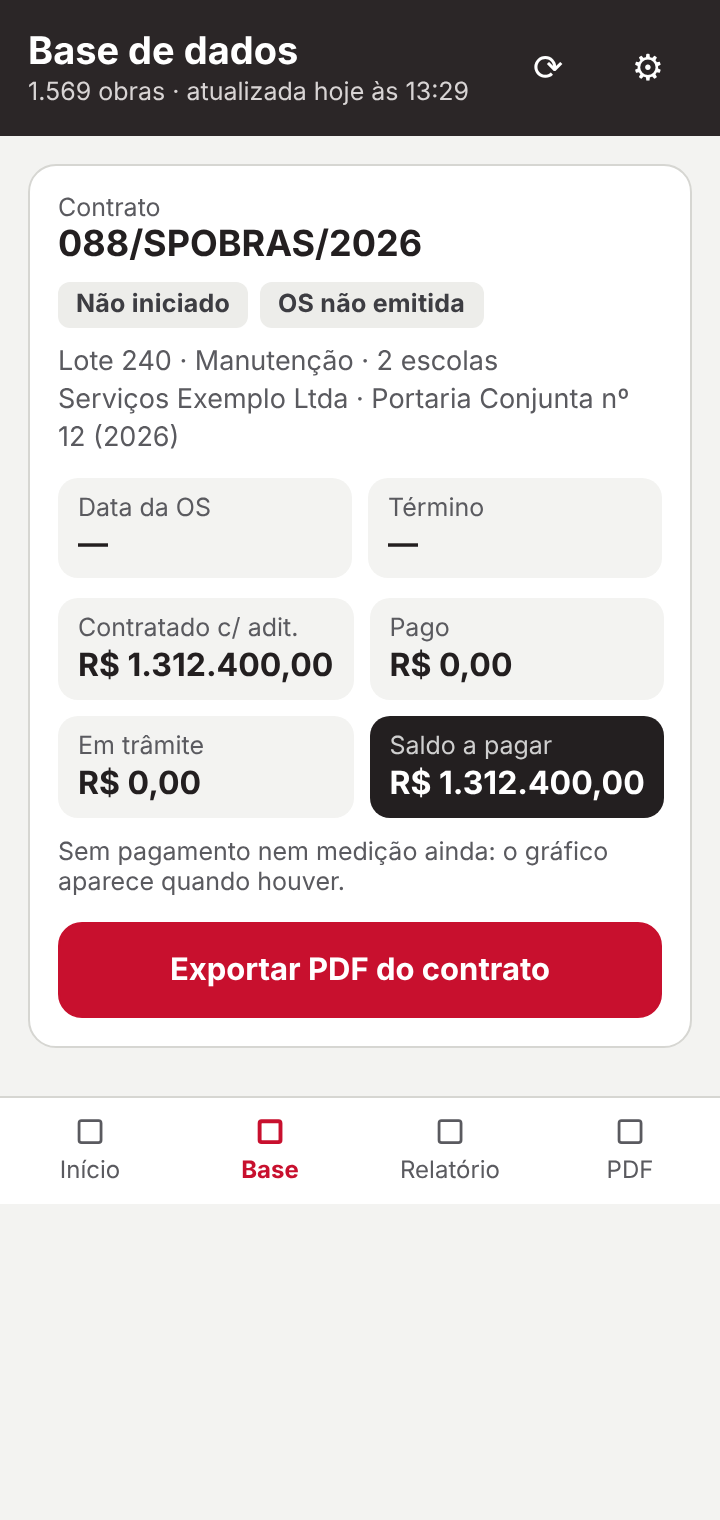 Base de dados
1.569 obras · atualizada hoje às 13:29
Contrato
088/SPOBRAS/2026
Não iniciado
OS não emitida
Lote 240 · Manutenção · 2 escolas
Serviços Exemplo Ltda · Portaria Conjunta nº
12 (2026)
Data da OS
—
Término
—
Contratado c/ adit.
R$ 1.312.400,00
Pago
R$ 0,00
Em trâmite
R$ 0,00
Saldo a pagar
R$ 1.312.400,00
Sem pagamento nem medição ainda: o gráfico
aparece quando houver.
Exportar PDF do contrato
Início
Base
Relatório
PDF